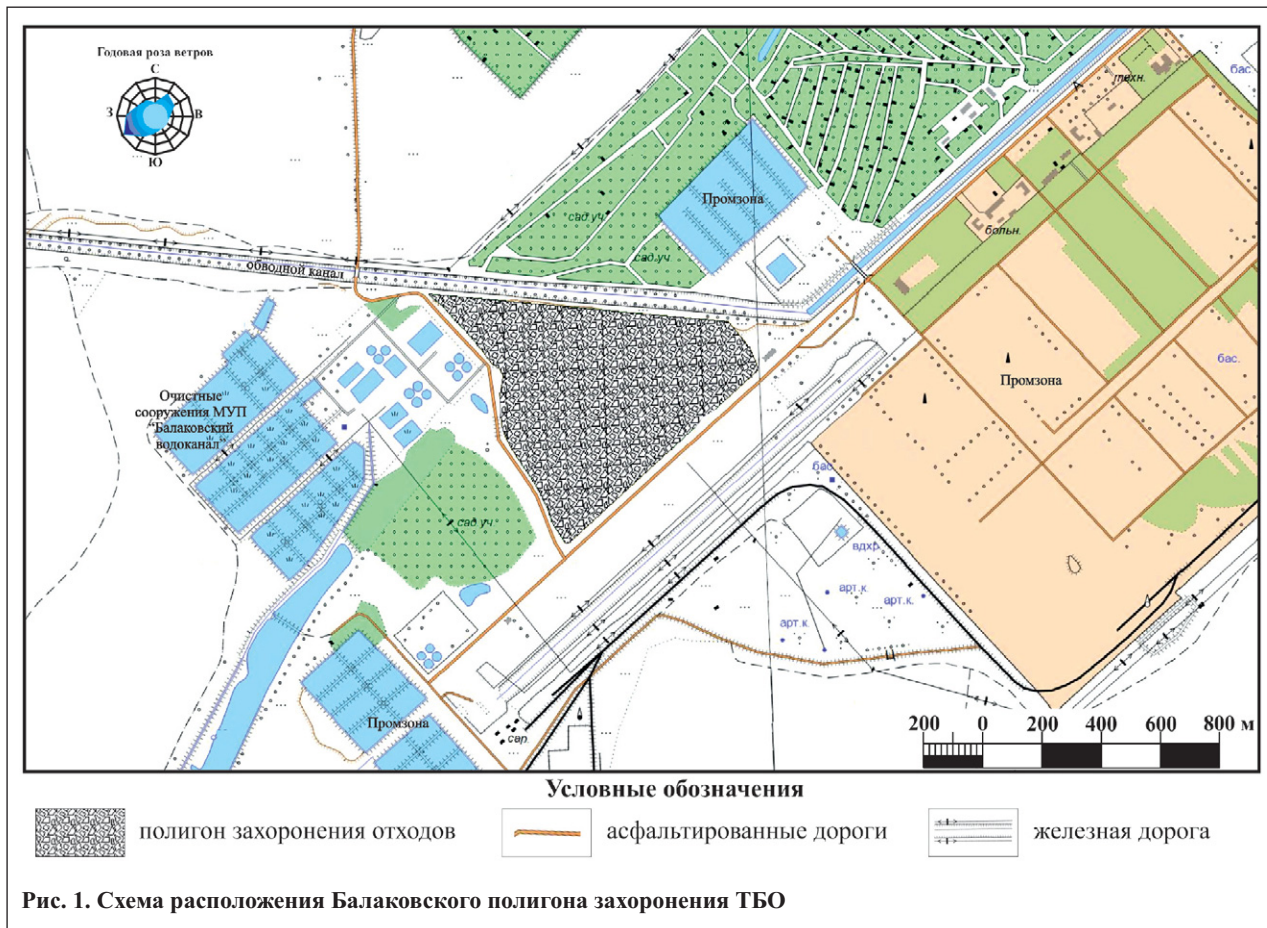 Годовая роза ветров
С
З
В
Ю
техн.
бас.
Промзона
сад.уч.
больн.
обводной канал
сад.уч.
Промзона
бас.
Очистные
сооружения МУП
"Балаковский
водоканал"
бас.
сад.уч.
вдхр.
арт.к.
арт.к.
арт.к.
Промзона
сар.
200 0 200 400 600 800 м
Условные обозначения
полигон захоронения отходов
асфальтированные дороги
железная дорога
Рис. 1. Схема расположения Балаковского полигона захоронения ТБО